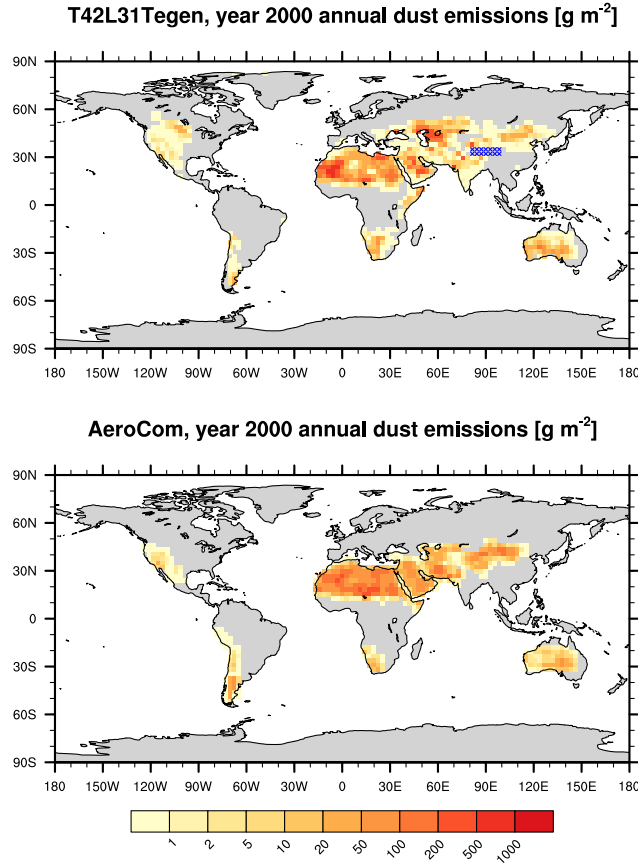 T42L31Tegen, year 2000 annual dust emissions [g m⁻²]
90N
60N
30N
0
30S
60S
90S
180 150W 120W 90W 60W 30W 0 30E 60E 90E 120E 150E 180
AeroCom, year 2000 annual dust emissions [g m⁻²]
90N
60N
30N
0
30S
60S
90S
180 150W 120W 90W 60W 30W 0 30E 60E 90E 120E 150E 180
1 2 5 10 20 50 100 200 500 1000